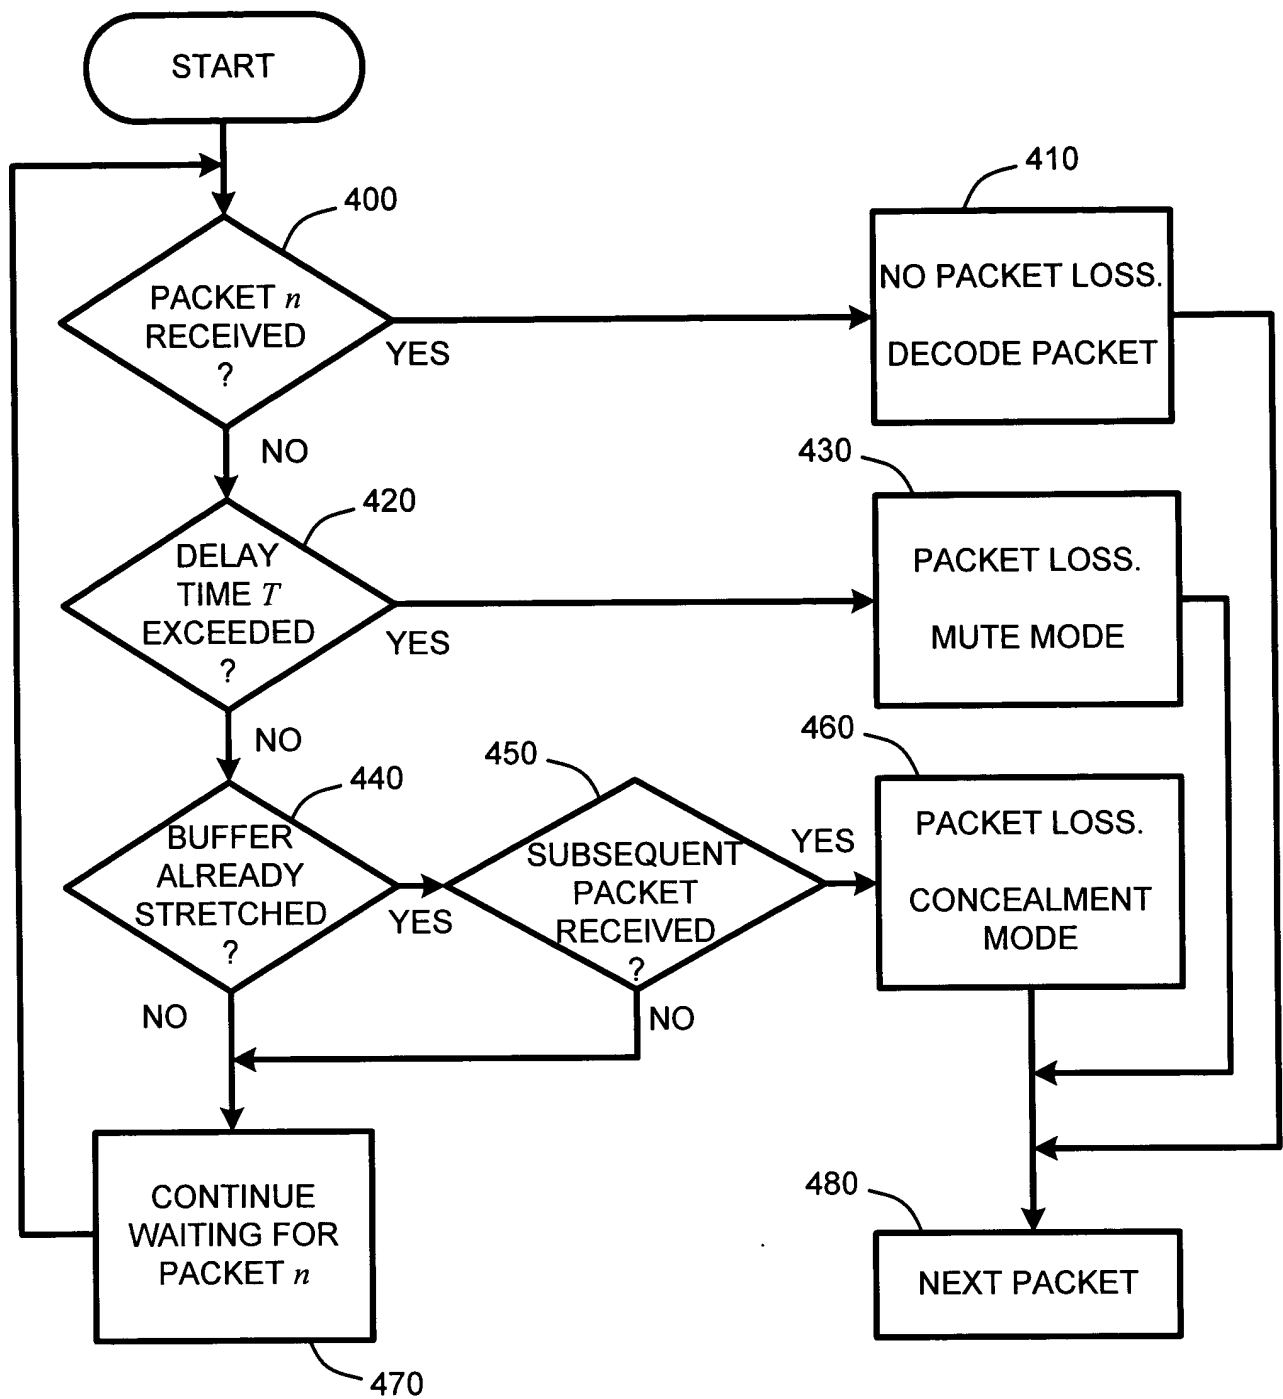 START
400
PACKET n
RECEIVED
?
YES
NO
410
NO PACKET LOSS.
DECODE PACKET
420
DELAY
TIME T
EXCEEDED
?
YES
NO
430
PACKET LOSS.
MUTE MODE
440
BUFFER
ALREADY
STRETCHED
?
YES
NO
450
SUBSEQUENT
PACKET
RECEIVED
?
YES
NO
460
PACKET LOSS.
CONCEALMENT
MODE
CONTINUE
WAITING FOR
PACKET n
470
480
NEXT PACKET